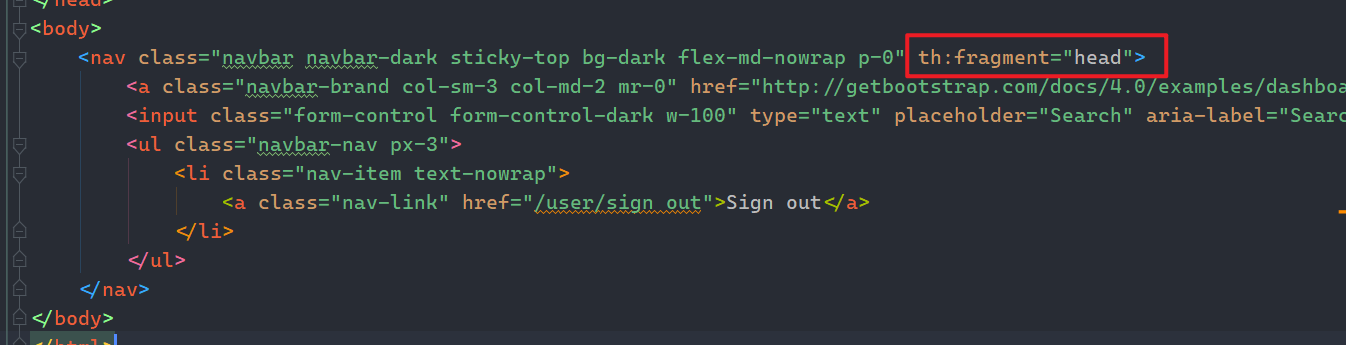 </head>
<body>
<nav class="navbar navbar-dark sticky-top bg-dark flex-md-nowrap p-0" th:fragment="head">
<a class="navbar-brand col-sm-3 col-md-2 mr-0" href="http://getbootstrap.com/docs/4.0/examples/dashboa
<input class="form-control form-control-dark w-100" type="text" placeholder="Search" aria-label="Searc
<ul class="navbar-nav px-3">
<li class="nav-item text-nowrap">
<a class="nav-link" href="/user/sign out">Sign out</a>
</li>
</ul>
</nav>
</body>
</html>